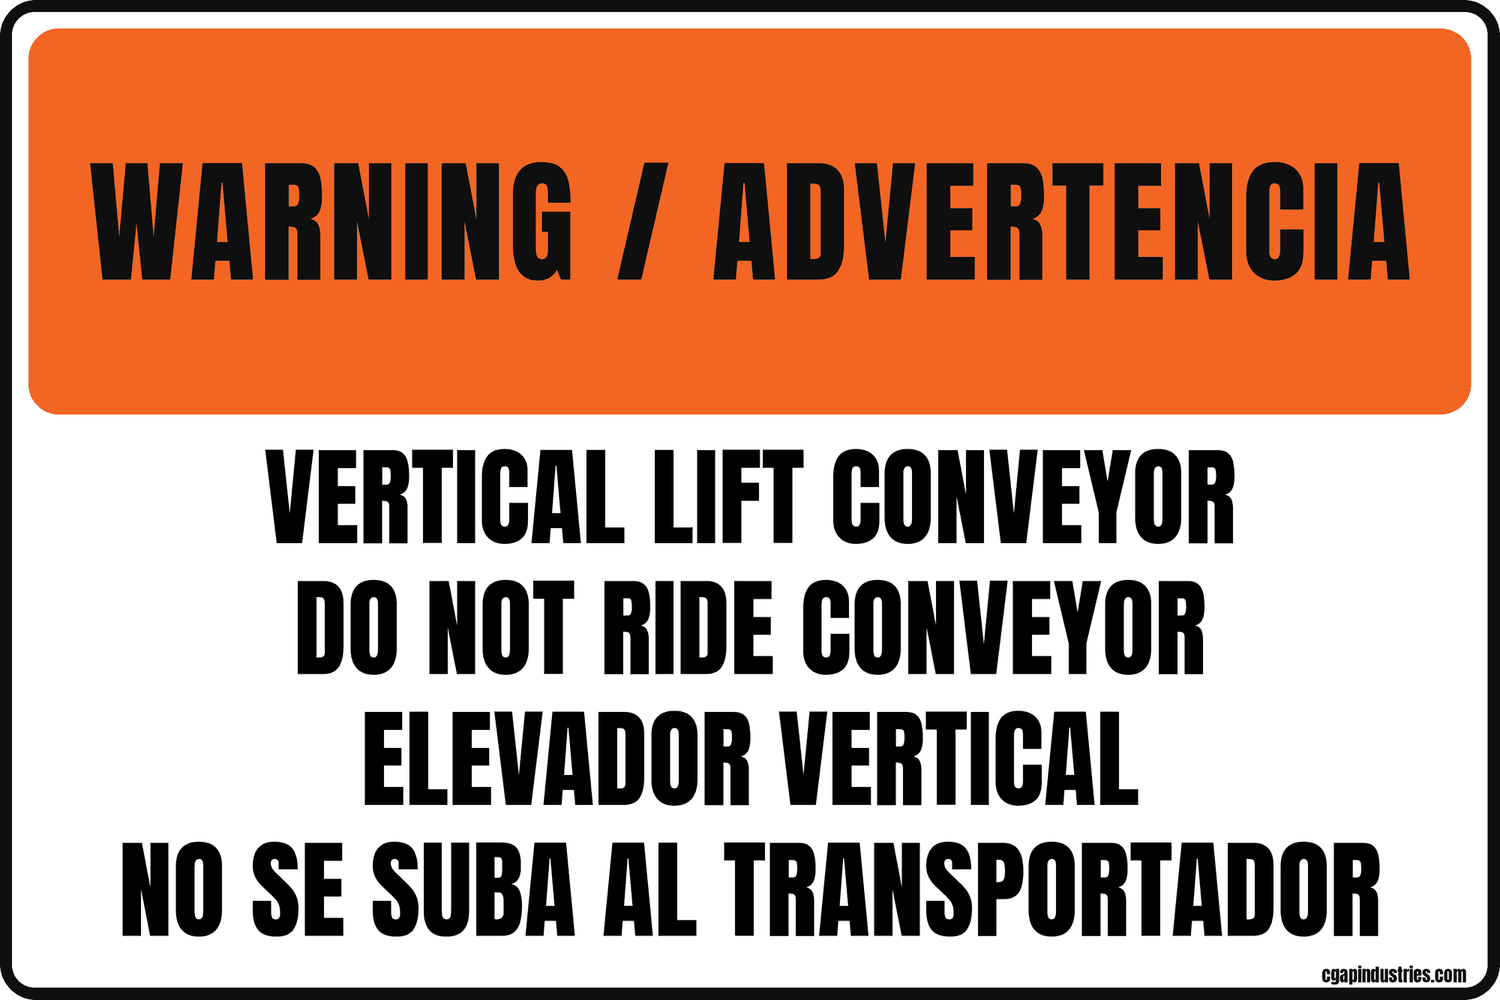 WARNING / ADVERTENCIA
VERTICAL LIFT CONVEYOR
DO NOT RIDE CONVEYOR
ELEVADOR VERTICAL
NO SE SUBA AL TRANSPORTADOR
cgapindustries.com